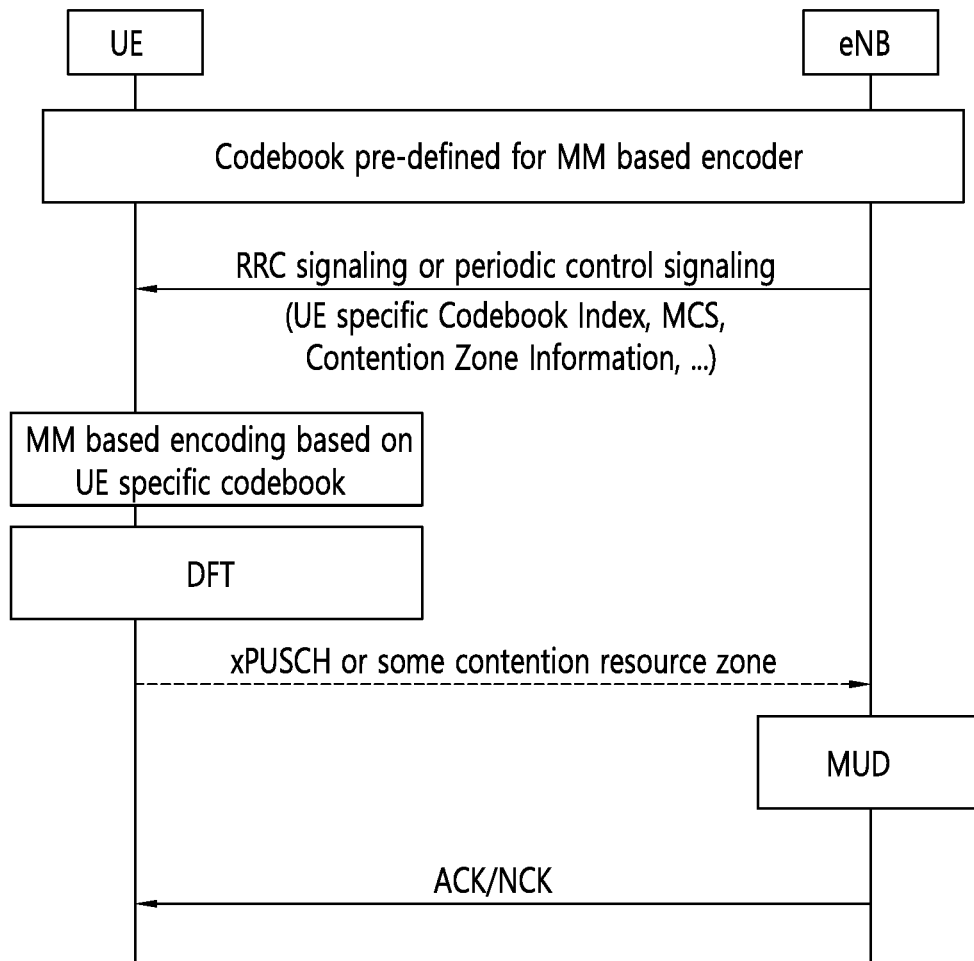 UE
eNB
Codebook pre-defined for MM based encoder
RRC signaling or periodic control signaling
(UE specific Codebook Index, MCS,
Contention Zone Information, ...)
MM based encoding based on
UE specific codebook
DFT
xPUSCH or some contention resource zone
MUD
ACK/NCK